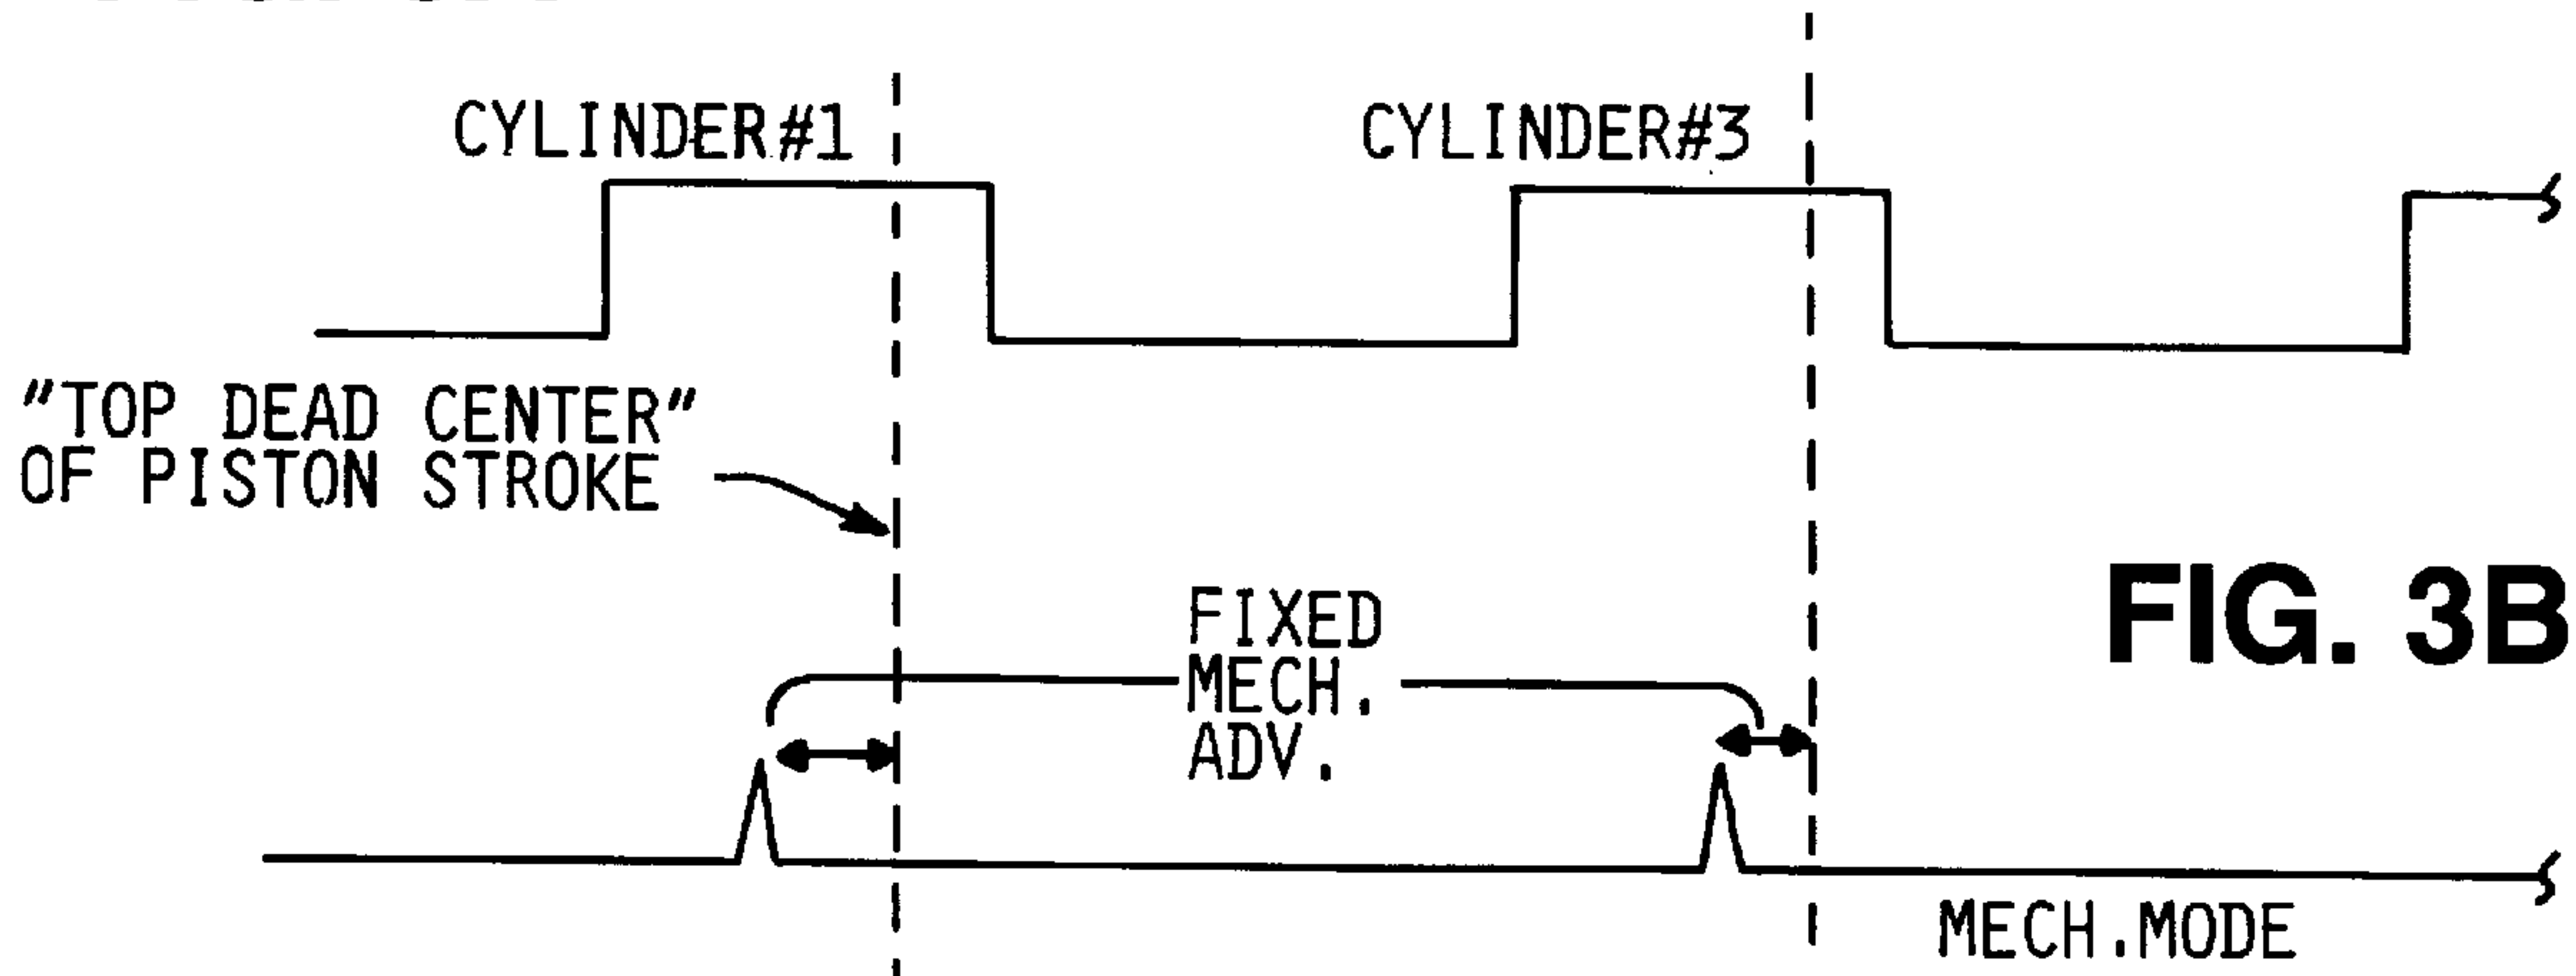 CYLINDER#1
CYLINDER#3
"TOP DEAD CENTER"
OF PISTON STROKE
FIXED
MECH.
ADV.
FIG. 3B
MECH.MODE